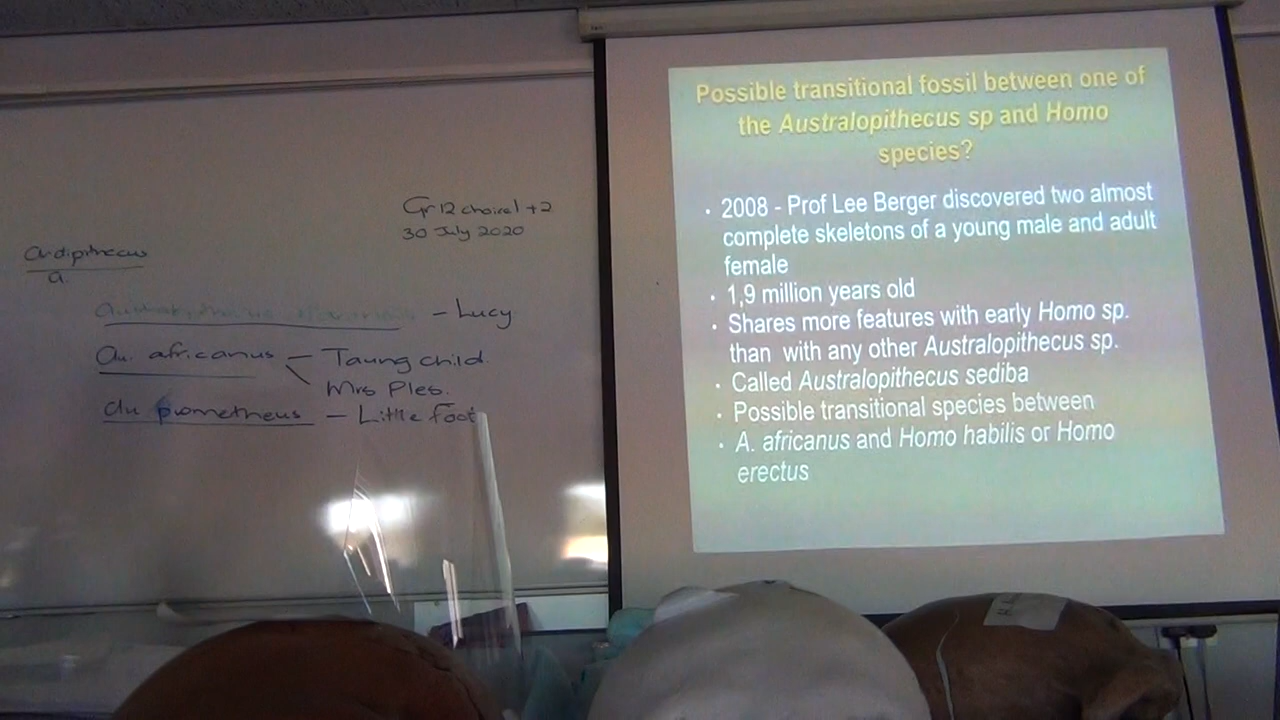 Gr 12 choice 1 + 2
30 July 2020
Ardipithecus
a.
- Lucy
Au. africanus - Taung child.
Mrs Ples.
Au prometheus - Little foot
Possible transitional fossil between one of
the Australopithecus sp and Homo
species?
• 2008 - Prof Lee Berger discovered two almost
complete skeletons of a young male and adult
female
• 1,9 million years old
• Shares more features with early Homo sp.
than with any other Australopithecus sp.
• Called Australopithecus sediba
• Possible transitional species between
• A. africanus and Homo habilis or Homo
erectus